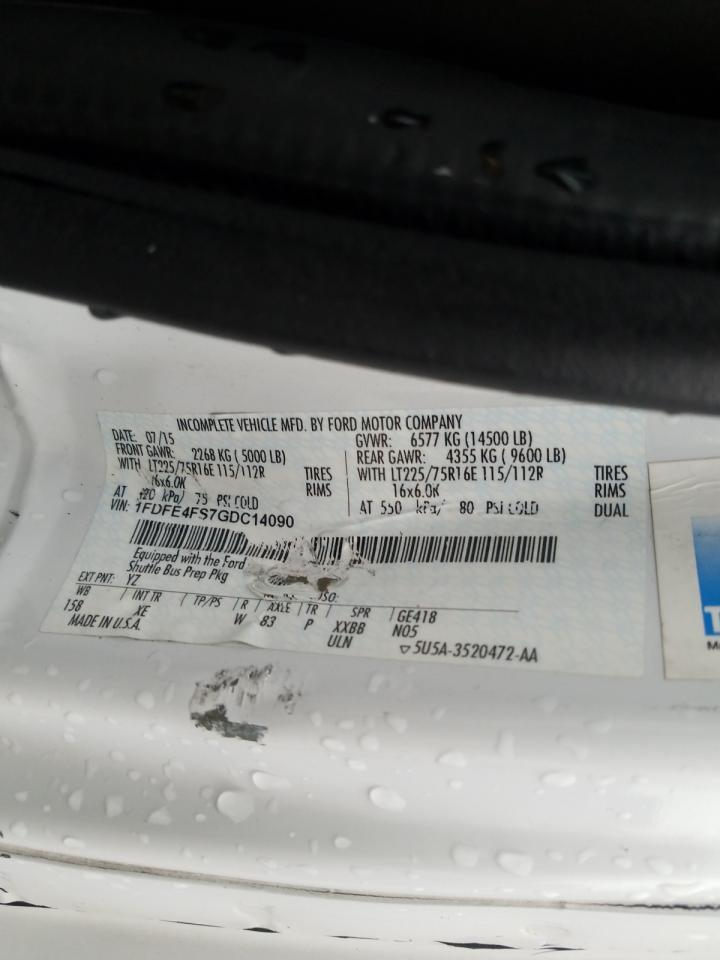 INCOMPLETE VEHICLE MFD. BY FORD MOTOR COMPANY
DATE: 07/15 GVWR: 6577 KG (14500 LB)
FRONT GAWR: 2268 KG ( 5000 LB) REAR GAWR: 4355 KG ( 9600 LB)
WITH LT225/75R16E 115/112R TIRES WITH LT225/75R16E 115/112R TIRES
16x6.0K RIMS 16x6.0K RIMS
AT kPa/ 75 PSI COLD AT 550 kPa/ 80 PSI COLD DUAL
VIN: 1FDFE4FS7GDC14090
Equipped with the Ford
Shuttle Bus Prep Pkg
EXT PNT: YZ ISO:
WB INT TR TP/PS R AXLE TR SPR GE418
158 XE W 83 P XXBB N05
MADE IN U.S.A. ULN ▽5U5A-3520472-AA
T
M